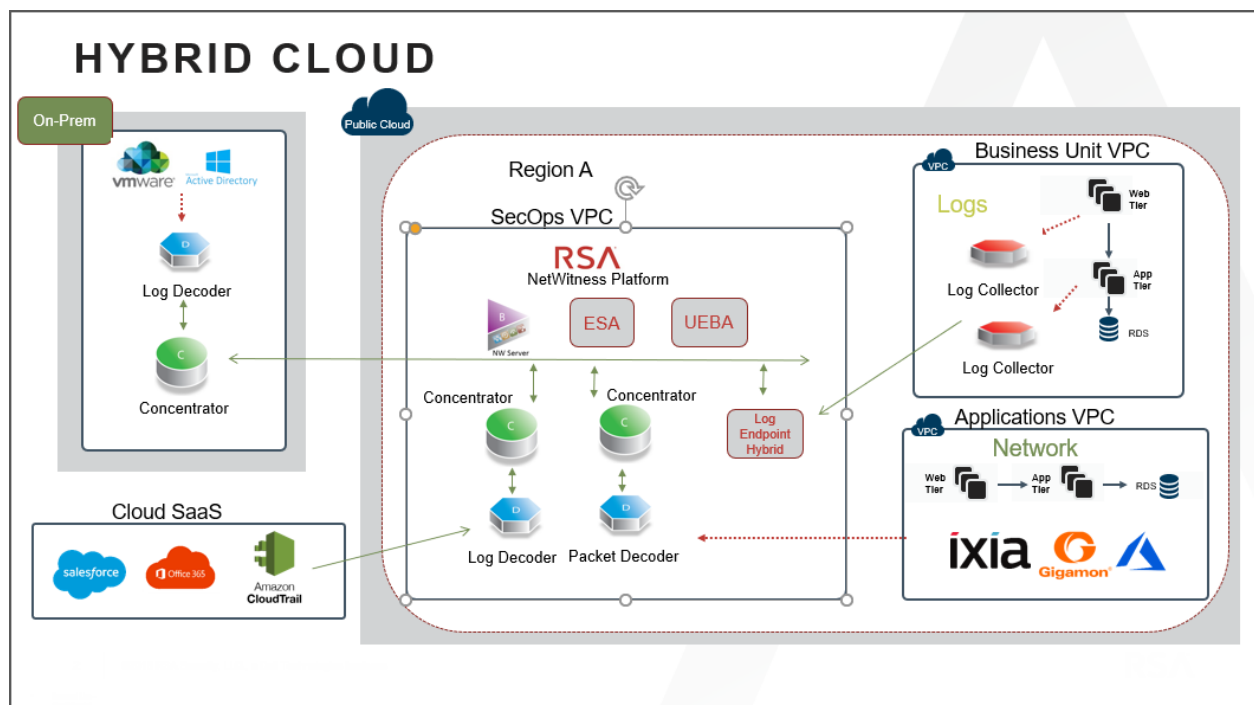 HYBRID CLOUD
On-Prem
vmware
Active Directory
D
Log Decoder
C
Concentrator
Public Cloud
Region A
SecOps VPC
RSA
NetWitness Platform
B
NW Server
ESA
UEBA
Concentrator
C
Concentrator
C
Log
Endpoint
Hybrid
D
Log Decoder
D
Packet Decoder
Business Unit VPC
VPC
Logs
Web
Tier
Log Collector
App
Tier
RDS
Log Collector
Applications VPC
VPC
Network
Web
Tier
App
Tier
RDS
ixia
Gigamon®
Cloud SaaS
salesforce
Office 365
Amazon
CloudTrail